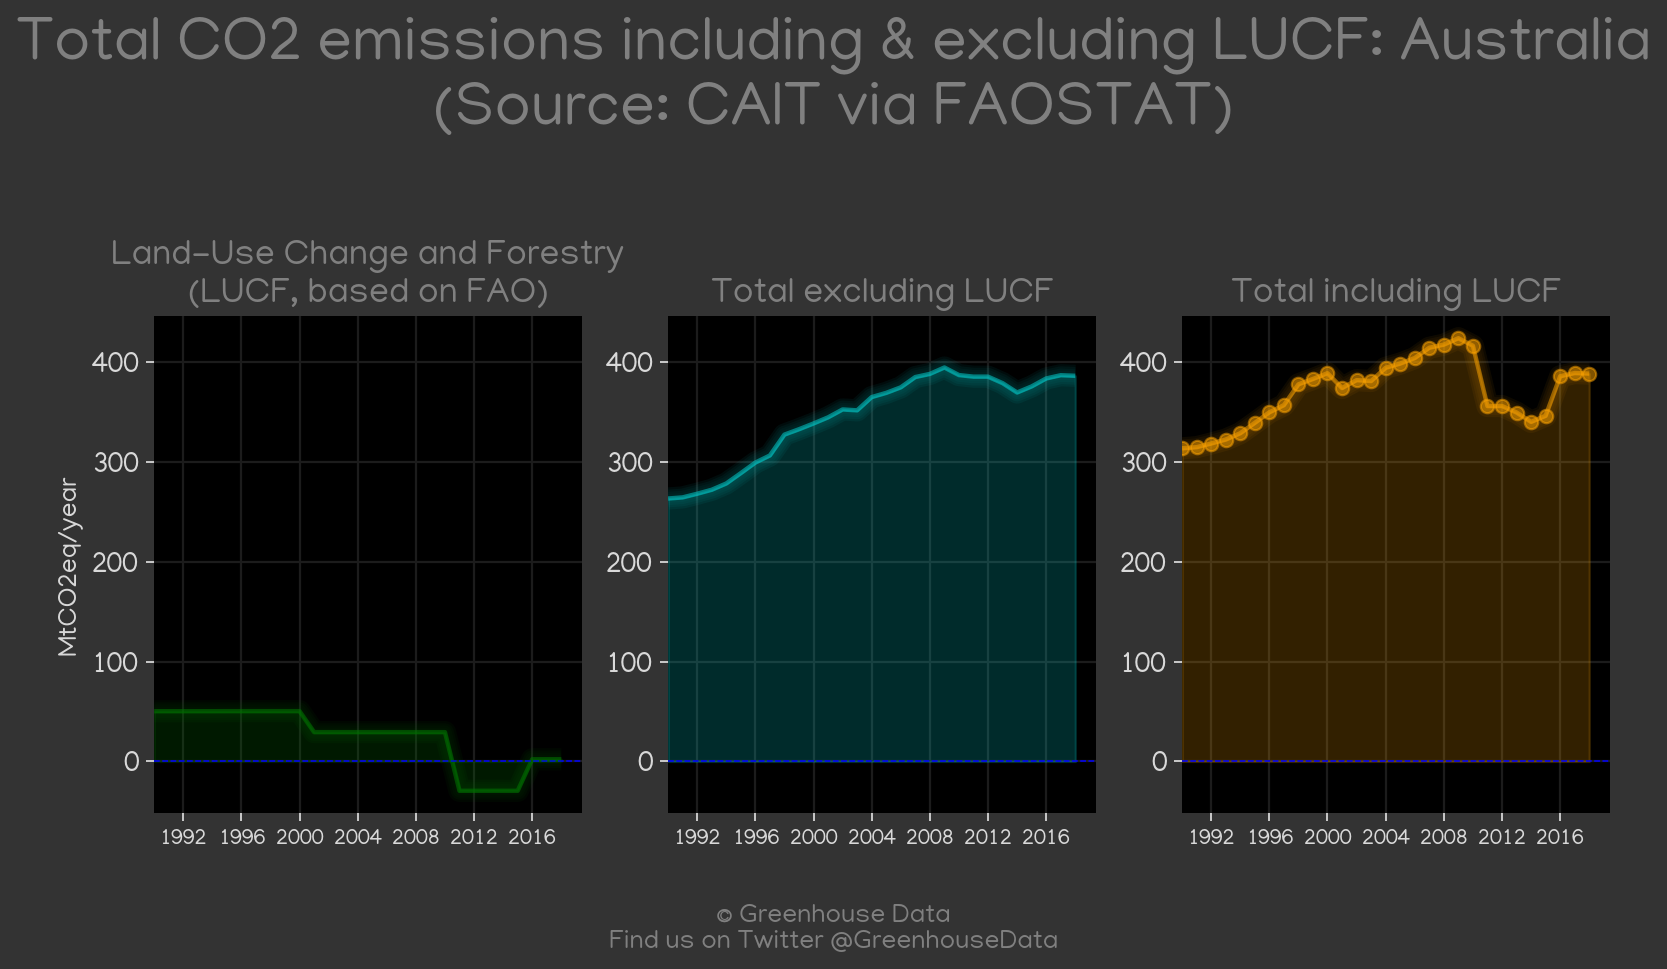 Total CO2 emissions including & excluding LUCF: Australia
(Source: CAIT via FAOSTAT)
Land-Use Change and Forestry
(LUCF, based on FAO)
MtCO2eq/year
400
300
200
100
0
1992 1996 2000 2004 2008 2012 2016
Total excluding LUCF
400
300
200
100
0
1992 1996 2000 2004 2008 2012 2016
Total including LUCF
400
300
200
100
0
1992 1996 2000 2004 2008 2012 2016
© Greenhouse Data
Find us on Twitter @GreenhouseData